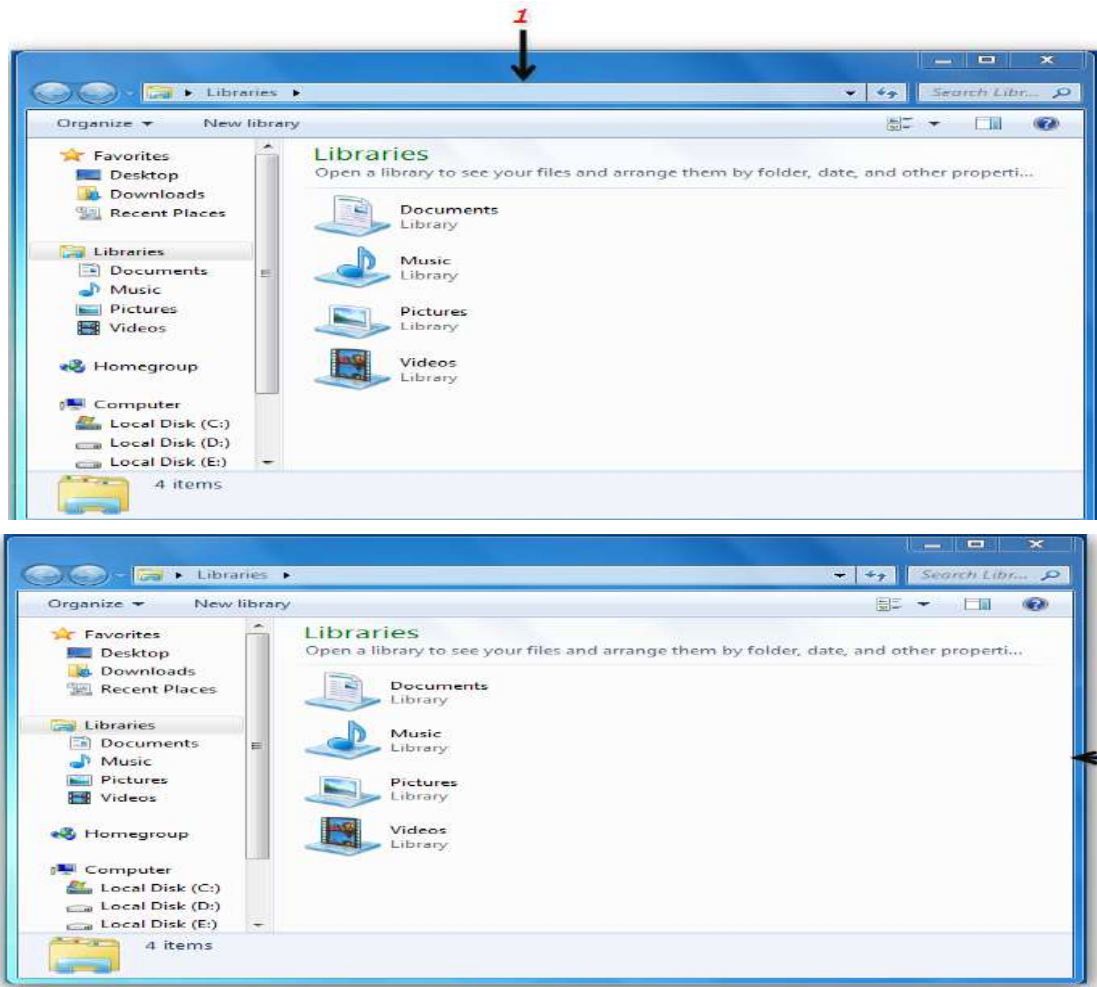 1
Libraries
Search Libr...
Organize New library
Favorites
Desktop
Downloads
Recent Places
Libraries
Documents
Music
Pictures
Videos
Homegroup
Computer
Local Disk (C:)
Local Disk (D:)
Local Disk (E:)
Libraries
Open a library to see your files and arrange them by folder, date, and other properti...
Documents
Library
Music
Library
Pictures
Library
Videos
Library
4 items
Libraries
Search Libr...
Organize New library
Favorites
Desktop
Downloads
Recent Places
Libraries
Documents
Music
Pictures
Videos
Homegroup
Computer
Local Disk (C:)
Local Disk (D:)
Local Disk (E:)
Libraries
Open a library to see your files and arrange them by folder, date, and other properti...
Documents
Library
Music
Library
Pictures
Library
Videos
Library
4 items